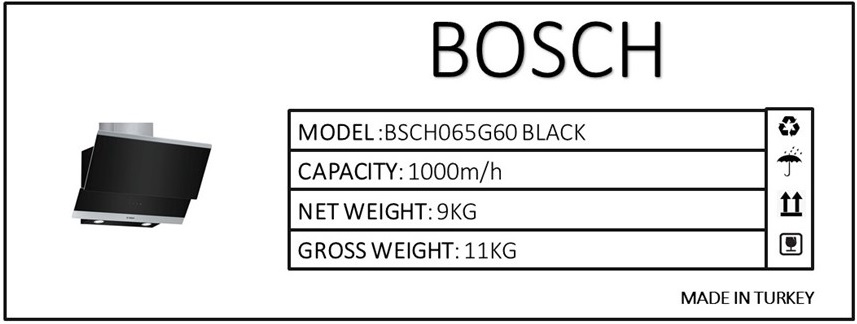 BOSCH
MODEL :BSCH065G60 BLACK
CAPACITY: 1000m/h
NET WEIGHT: 9KG
GROSS WEIGHT: 11KG
MADE IN TURKEY